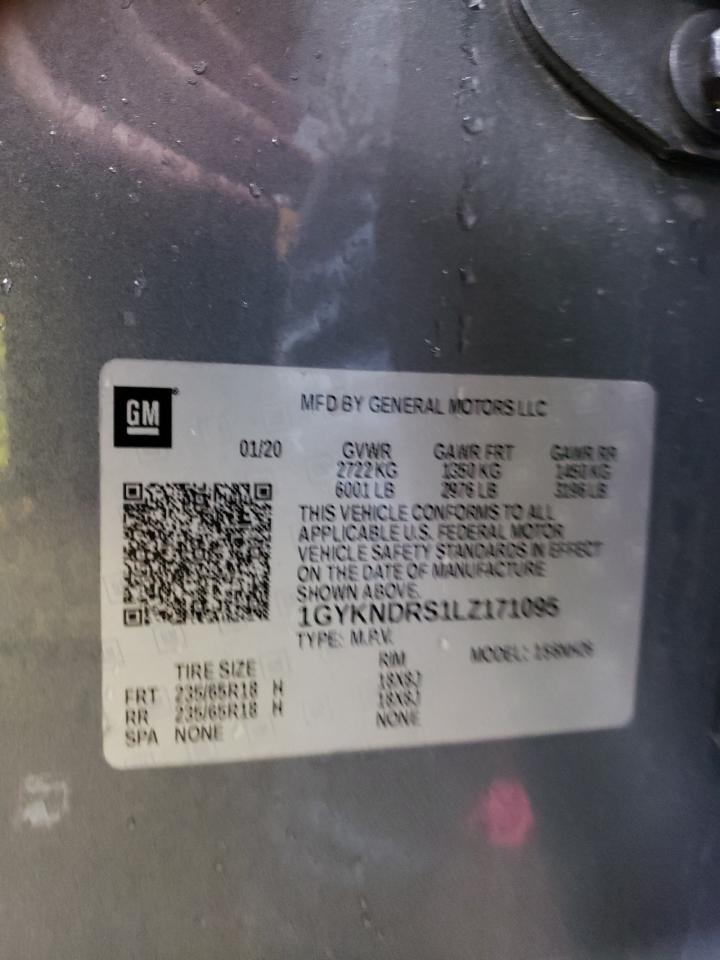 GM
MFD BY GENERAL MOTORS LLC
01/20
GVWR GAWR FRT GAWR RR
2722 KG 1350 KG 1450 KG
6001 LB 2976 LB 3196 LB
THIS VEHICLE CONFORMS TO ALL
APPLICABLE U.S. FEDERAL MOTOR
VEHICLE SAFETY STANDARDS IN EFFECT
ON THE DATE OF MANUFACTURE
SHOWN ABOVE.
1GYKNDRS1LZ171095
TYPE: M.P.V. MODEL:
TIRE SIZE RIM
FRT 235/65R18 H 18X8J
RR 235/65R18 H 18X8J
SPA NONE NONE